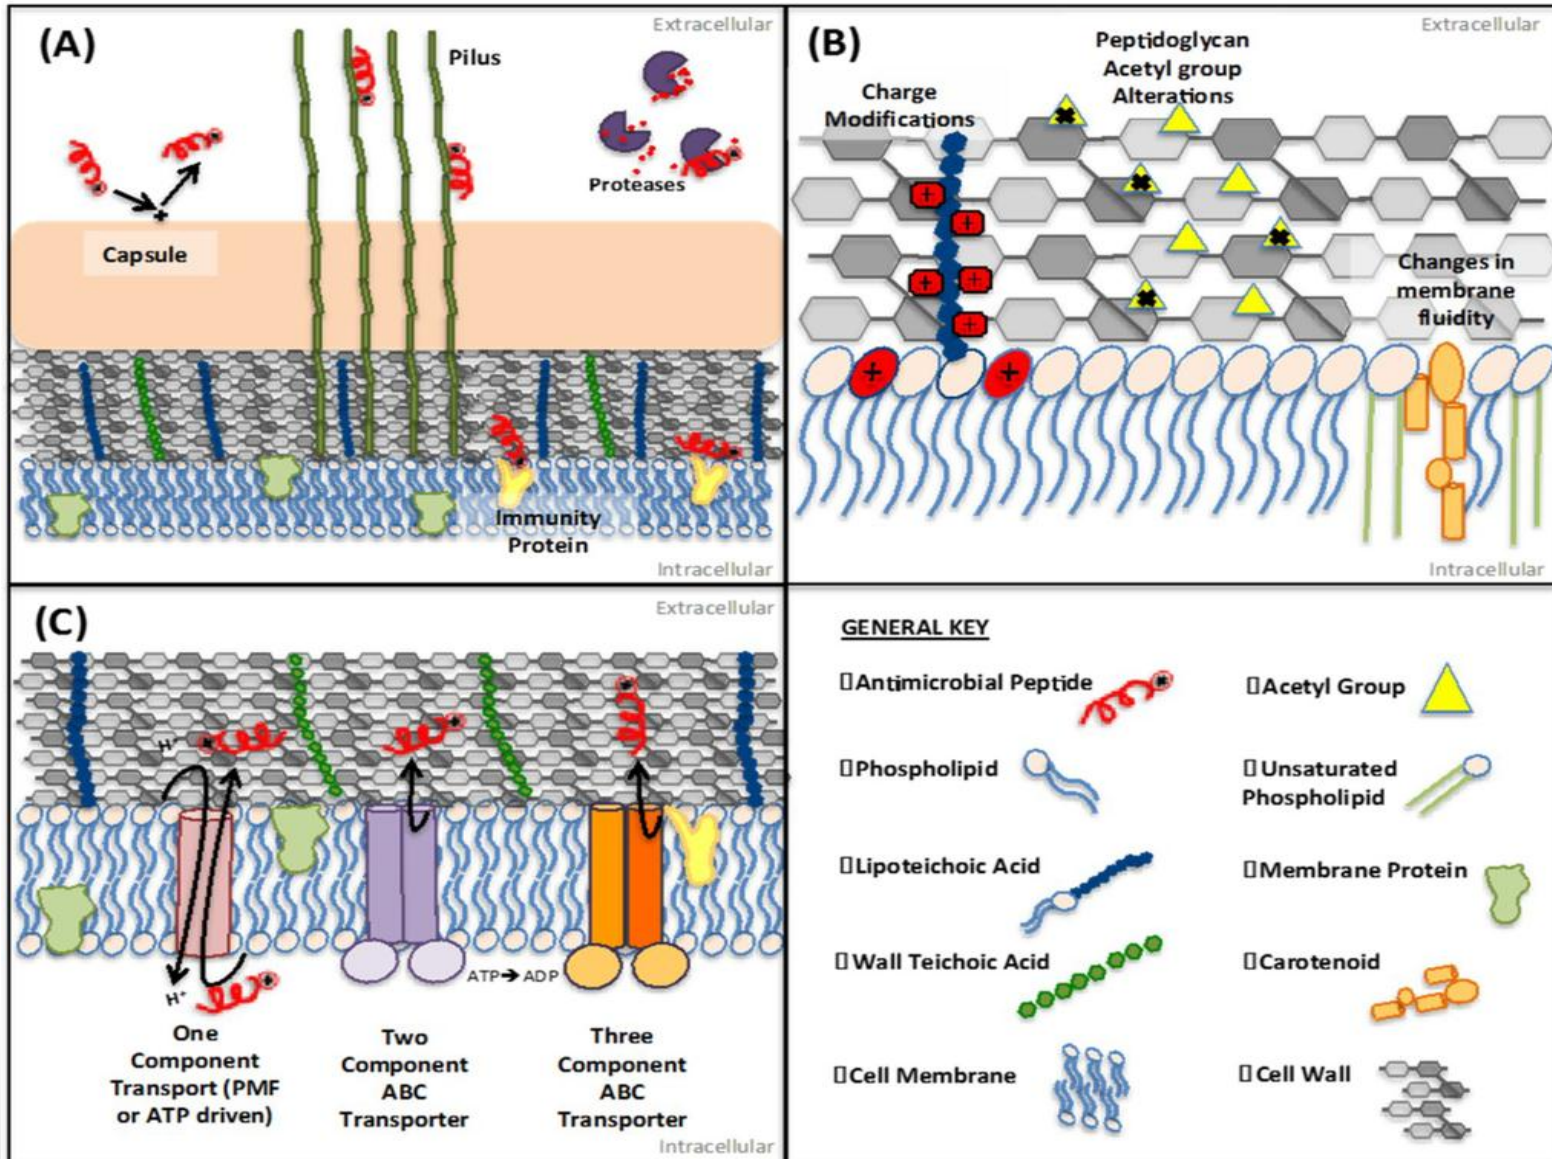 (A)
Extracellular
Pilus
Proteases
Capsule
Immunity
Protein
Intracellular
(B)
Extracellular
Peptidoglycan
Acetyl group
Alterations
Charge
Modifications
Changes in
membrane
fluidity
Intracellular
(C)
Extracellular
H⁺
H⁺
ATP➔ADP
One
Component
Transport (PMF
or ATP driven)
Two
Component
ABC
Transporter
Three
Component
ABC
Transporter
Intracellular
GENERAL KEY
▯Antimicrobial Peptide
▯Acetyl Group
▯Phospholipid
▯Unsaturated
Phospholipid
▯Lipoteichoic Acid
▯Membrane Protein
▯Wall Teichoic Acid
▯Carotenoid
▯Cell Membrane
▯Cell Wall